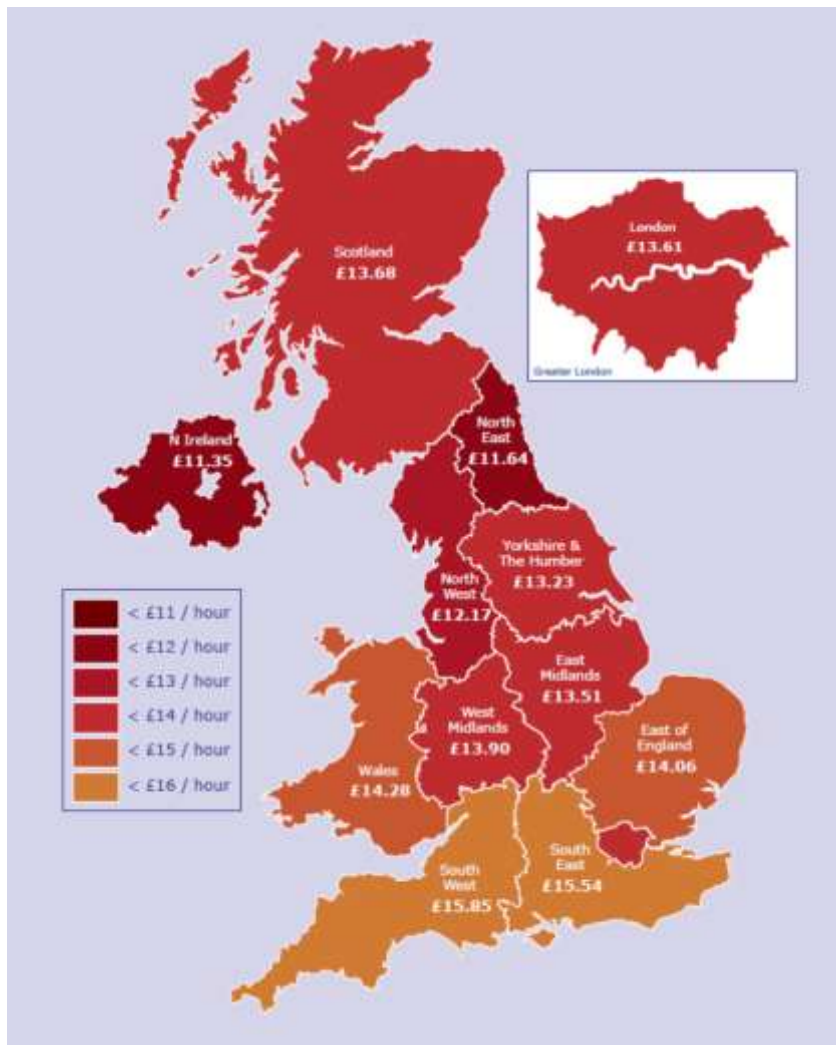 Scotland
£13.68
London
£13.61
Greater London
N Ireland
£11.35
North
East
£11.64
Yorkshire &
The Humber
£13.23
North
West
£12.17
< £11 / hour
< £12 / hour
< £13 / hour
< £14 / hour
< £15 / hour
< £16 / hour
East
Midlands
£13.51
West
Midlands
£13.90
East of
England
£14.06
Wales
£14.28
South
East
£15.54
South
West
£15.85